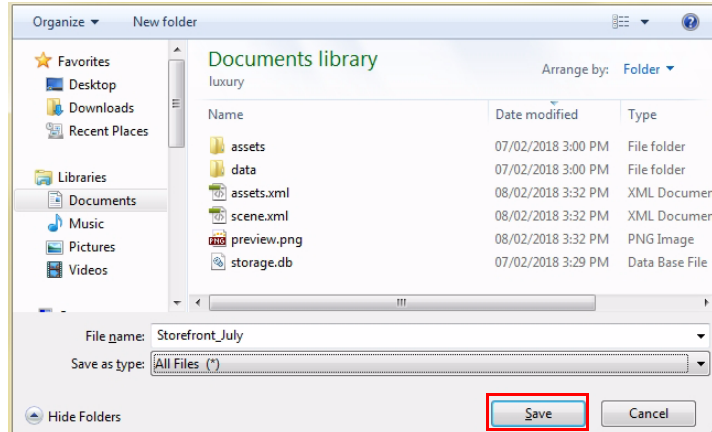 Organize New folder
Favorites
Desktop
Downloads
Recent Places
Libraries
Documents
Music
Pictures
Videos
Documents library
luxury
Arrange by: Folder
Name Date modified Type
assets 07/02/2018 3:00 PM File folder
data 07/02/2018 3:00 PM File folder
assets.xml 08/02/2018 3:32 PM XML Documen
scene.xml 08/02/2018 3:32 PM XML Documen
preview.png 08/02/2018 3:32 PM PNG Image
storage.db 07/02/2018 3:29 PM Data Base File
File name: Storefront_July
Save as type: All Files (*)
Hide Folders Save Cancel